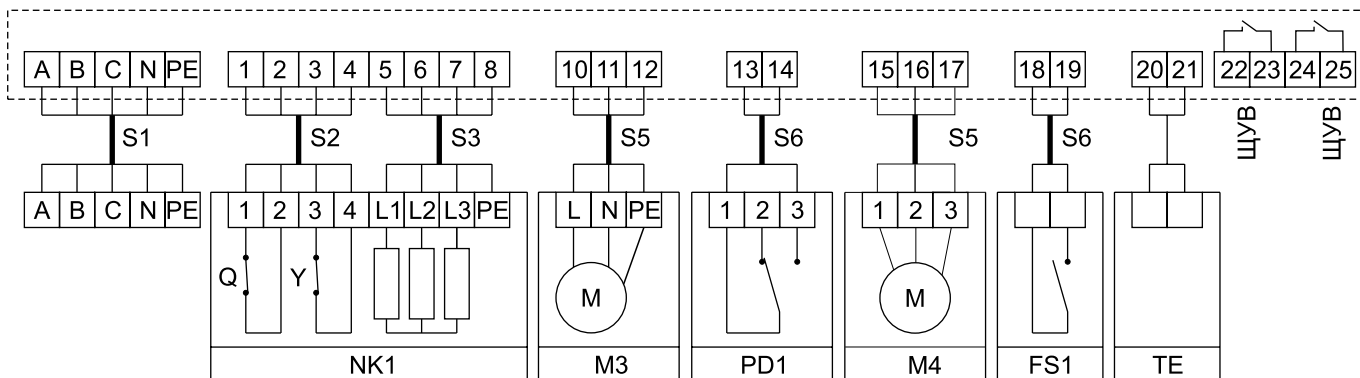 A B C N PE 1 2 3 4 5 6 7 8 10 11 12 13 14 15 16 17 18 19 20 21 22 23 24 25
S1 S2 S3 S5 S6 S5 S6 ЩУВ ЩУВ
A B C N PE 1 2 3 4 L1 L2 L3 PE L N PE 1 2 3 1 2 3
Q Y M M
NK1 M3 PD1 M4 FS1 TE